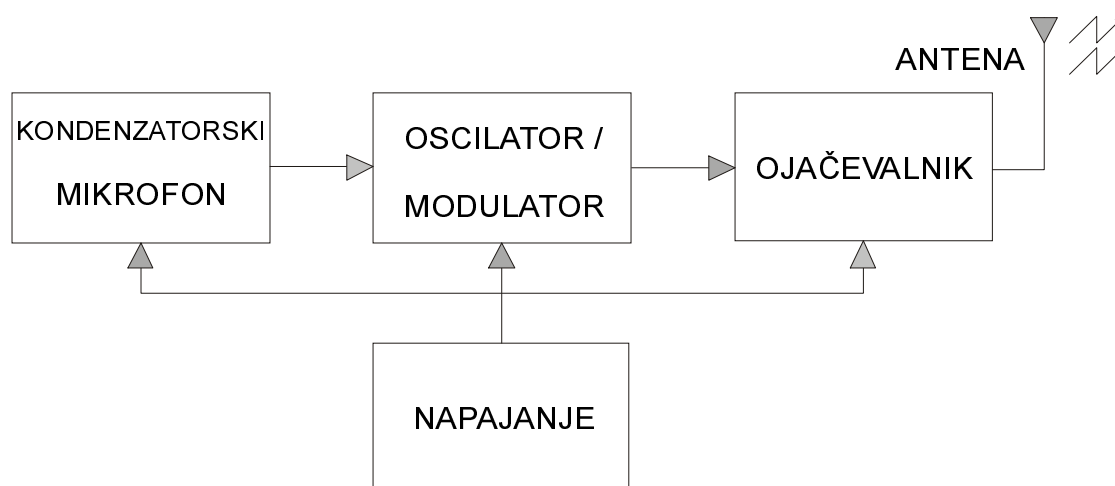 ANTENA
KONDENZATORSKI
MIKROFON
OSCILATOR /
MODULATOR
OJAČEVALNIK
NAPAJANJE